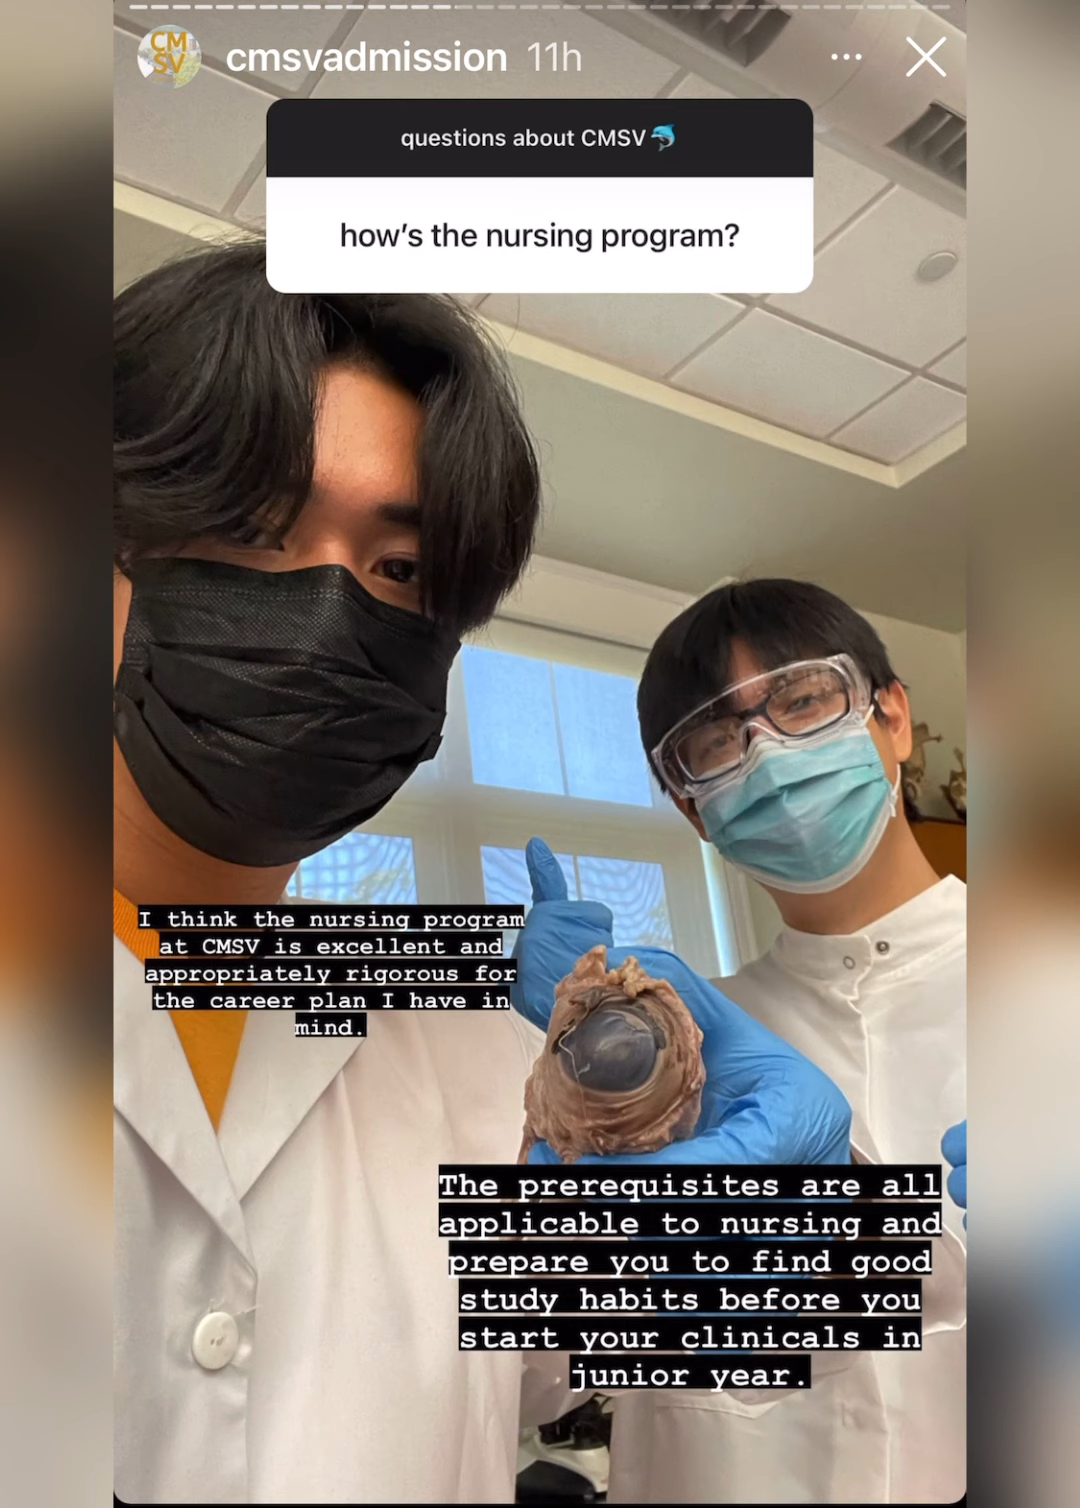 CM
SV
cmsvadmission 11h
questions about CMSV🐬
how's the nursing program?
I think the nursing program
at CMSV is excellent and
appropriately rigorous for
the career plan I have in
mind.
The prerequisites are all
applicable to nursing and
prepare you to find good
study habits before you
start your clinicals in
junior year.